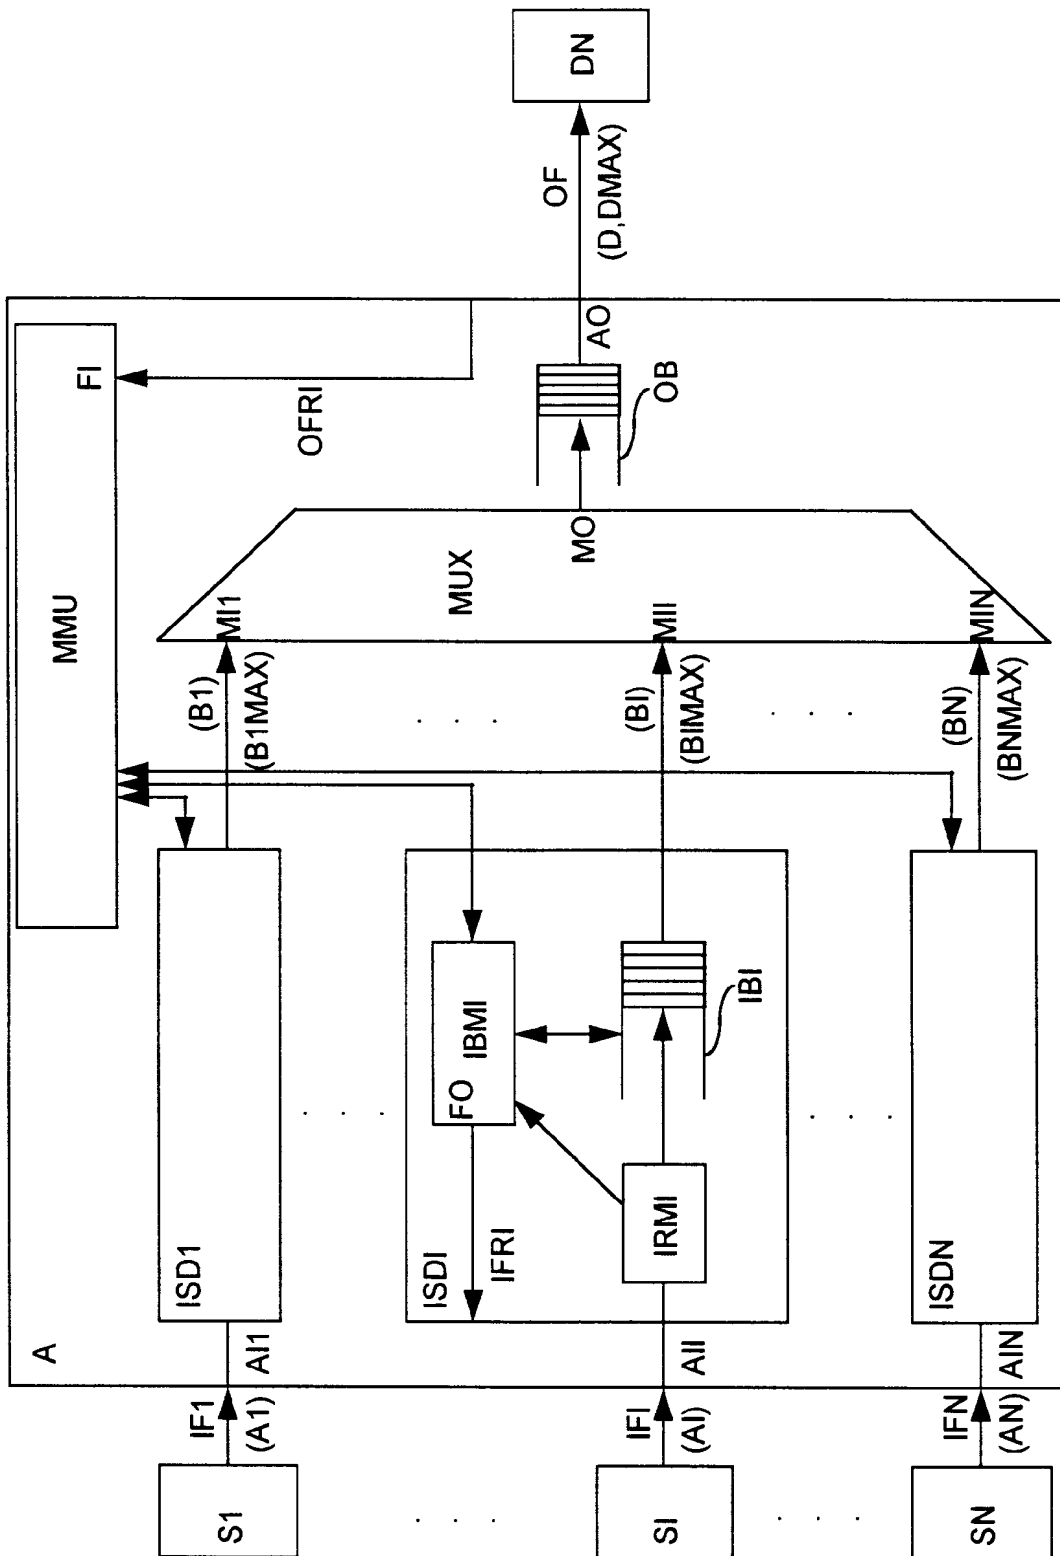 A
MMU
FI
OFRI
S1
IF1
(A1)
AI1
ISD1
(B1)
(B1MAX)
MI1
. . .
. . .
. . .
SI
IFI
(AI)
AII
ISDI
IFRI
FO
IBMI
IRMI
IBI
(BI)
(BIMAX)
MII
MUX
MO
OB
AO
OF
(D,DMAX)
DN
. . .
. . .
. . .
SN
IFN
(AN)
AIN
ISDN
(BN)
(BNMAX)
MIN